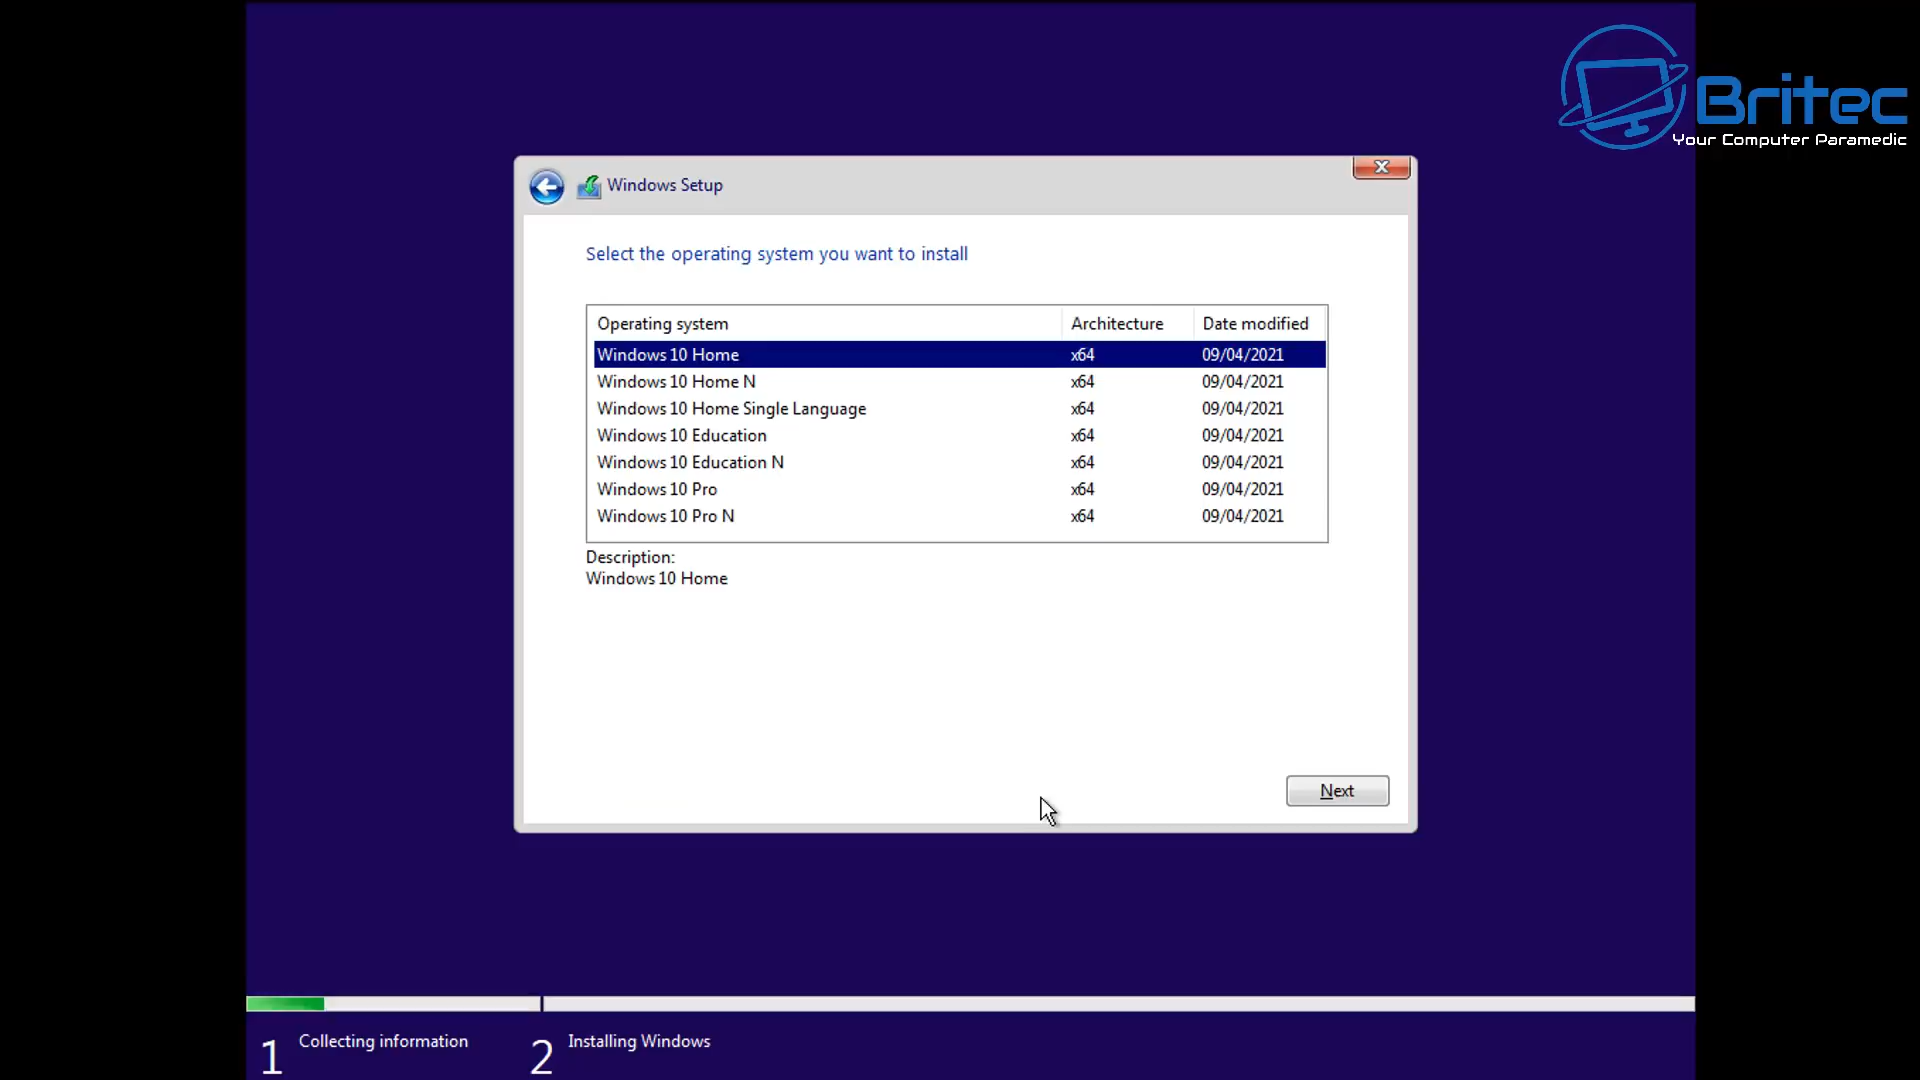 Britec
Your Computer Paramedic
Windows Setup
X
Select the operating system you want to install
Operating system Architecture Date modified
Windows 10 Home x64 09/04/2021
Windows 10 Home N x64 09/04/2021
Windows 10 Home Single Language x64 09/04/2021
Windows 10 Education x64 09/04/2021
Windows 10 Education N x64 09/04/2021
Windows 10 Pro x64 09/04/2021
Windows 10 Pro N x64 09/04/2021
Description:
Windows 10 Home
Next
1 Collecting information 2 Installing Windows